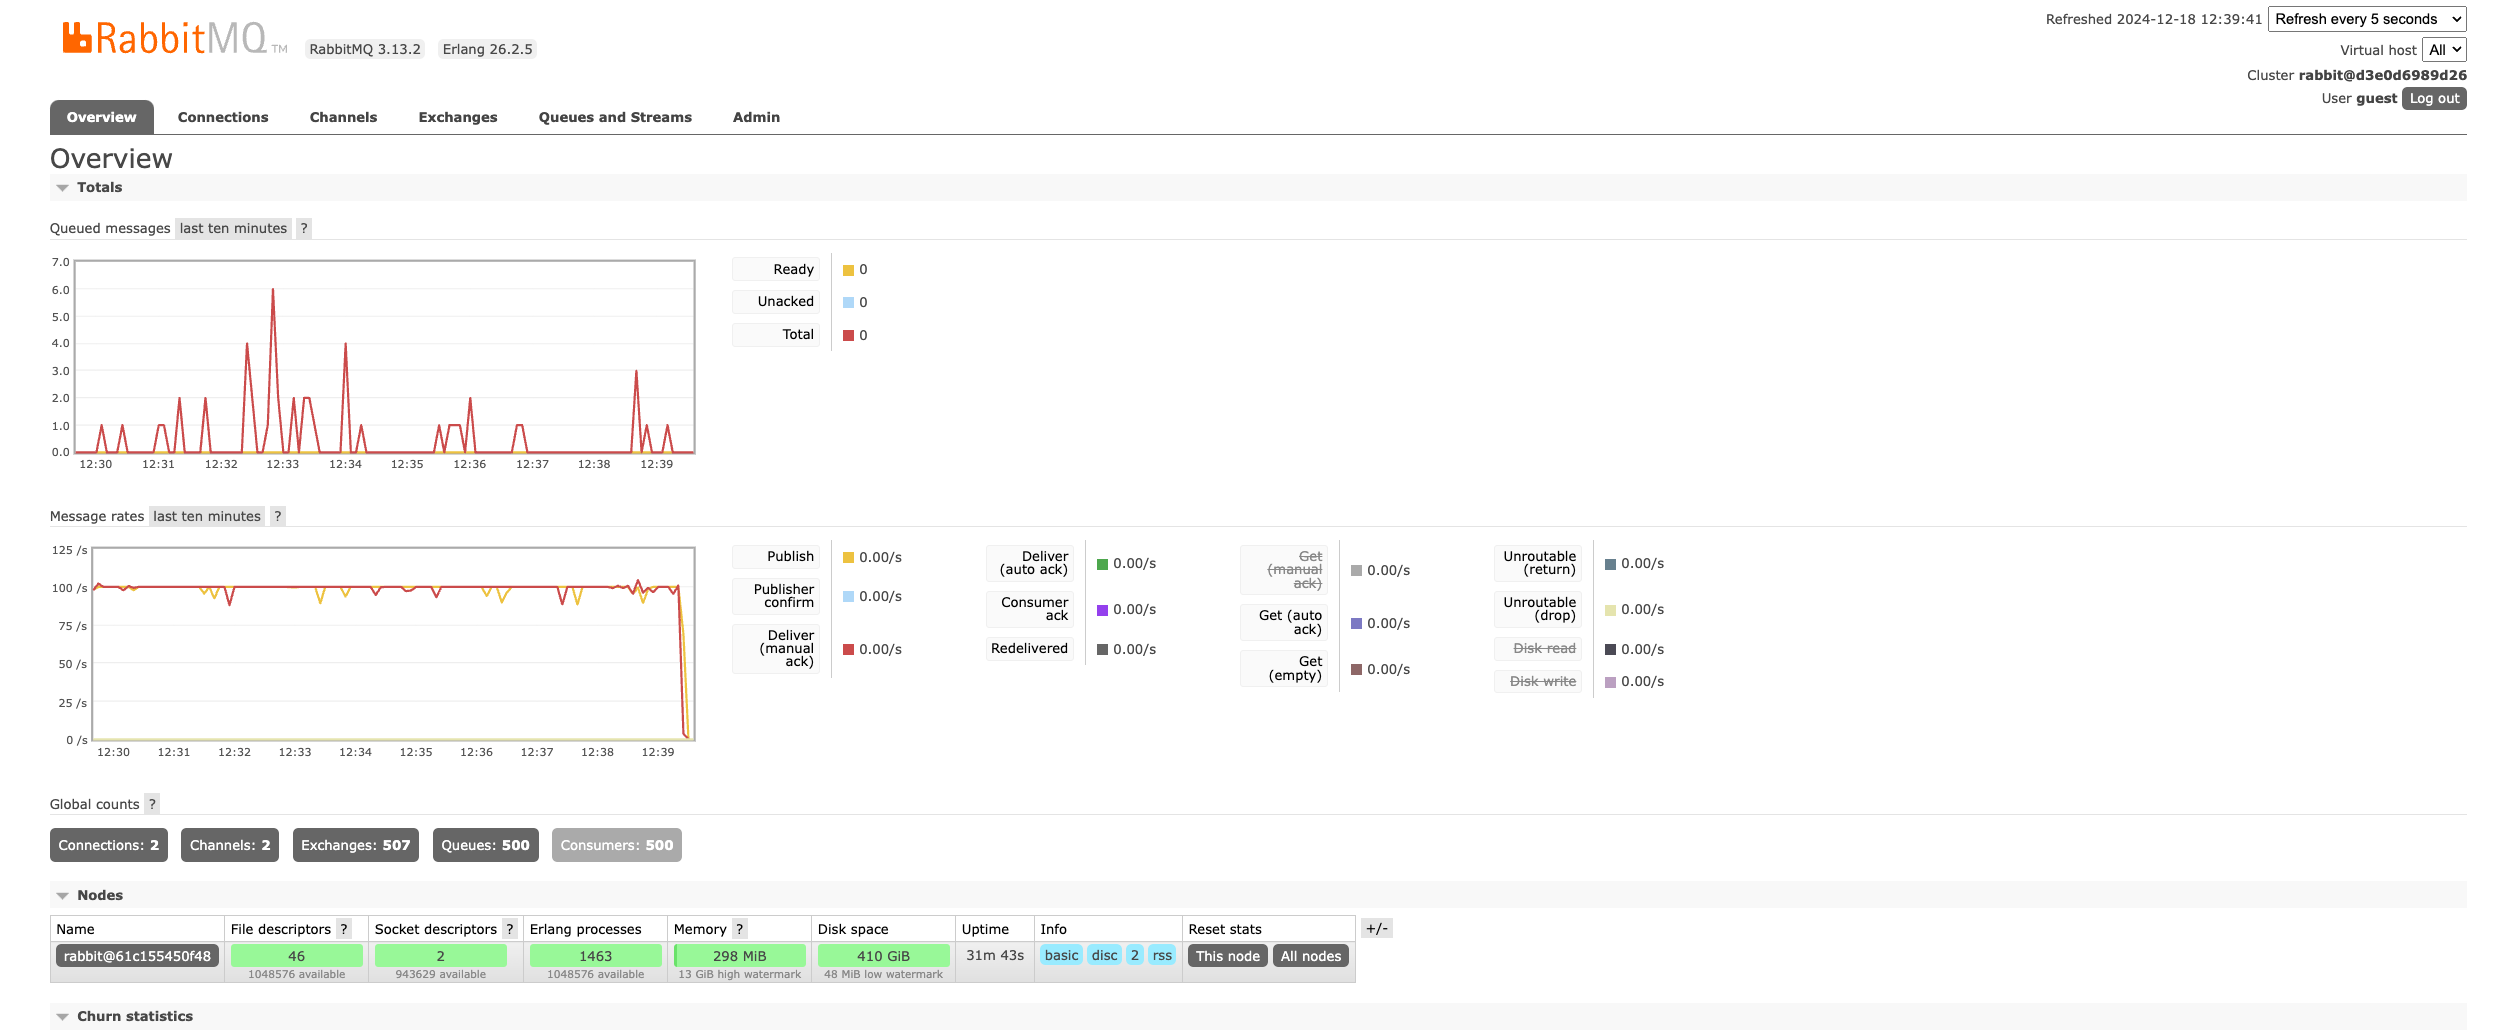 RabbitMQ TM RabbitMQ 3.13.2 Erlang 26.2.5
Refreshed 2024-12-18 12:39:41 Refresh every 5 seconds
Virtual host All
Cluster rabbit@d3e0d6989d26
User guest Log out
Overview Connections Channels Exchanges Queues and Streams Admin
Overview
Totals
Queued messages last ten minutes ?
7.0
6.0
5.0
4.0
3.0
2.0
1.0
0.0
12:30 12:31 12:32 12:33 12:34 12:35 12:36 12:37 12:38 12:39
Ready 0
Unacked 0
Total 0
Message rates last ten minutes ?
125 /s
100 /s
75 /s
50 /s
25 /s
0 /s
12:30 12:31 12:32 12:33 12:34 12:35 12:36 12:37 12:38 12:39
Publish 0.00/s
Publisher
confirm 0.00/s
Deliver
(manual
ack) 0.00/s
Deliver
(auto ack) 0.00/s
Consumer
ack 0.00/s
Redelivered 0.00/s
Get
(manual
ack) 0.00/s
Get (auto
ack) 0.00/s
Get
(empty) 0.00/s
Unroutable
(return) 0.00/s
Unroutable
(drop) 0.00/s
Disk read 0.00/s
Disk write 0.00/s
Global counts ?
Connections: 2 Channels: 2 Exchanges: 507 Queues: 500 Consumers: 500
Nodes
Name File descriptors ? Socket descriptors ? Erlang processes Memory ? Disk space Uptime Info Reset stats +/-
rabbit@61c155450f48 46 2 1463 298 MiB 410 GiB 31m 43s basic disc 2 rss This node All nodes
1048576 available 943629 available 1048576 available 13 GiB high watermark 48 MiB low watermark
Churn statistics